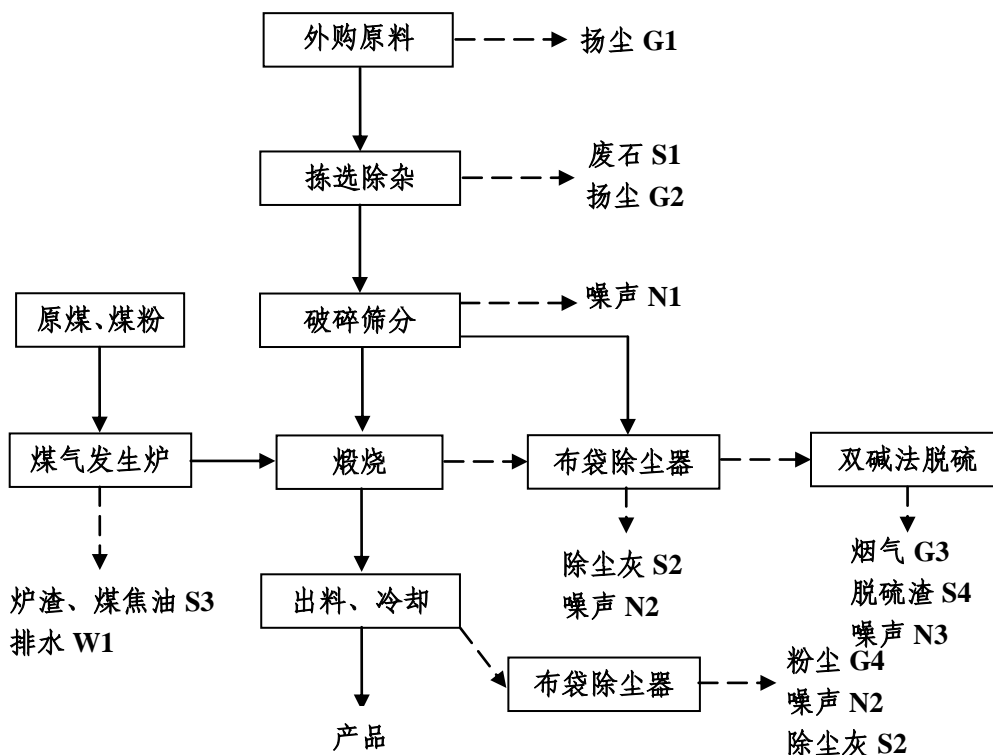 外购原料
扬尘 G1
拣选除杂
废石 S1
扬尘 G2
破碎筛分
噪声 N1
原煤、煤粉
煤气发生炉
煅烧
布袋除尘器
双碱法脱硫
炉渣、煤焦油 S3
排水 W1
出料、冷却
除尘灰 S2
噪声 N2
烟气 G3
脱硫渣 S4
噪声 N3
布袋除尘器
粉尘 G4
噪声 N2
除尘灰 S2
产品